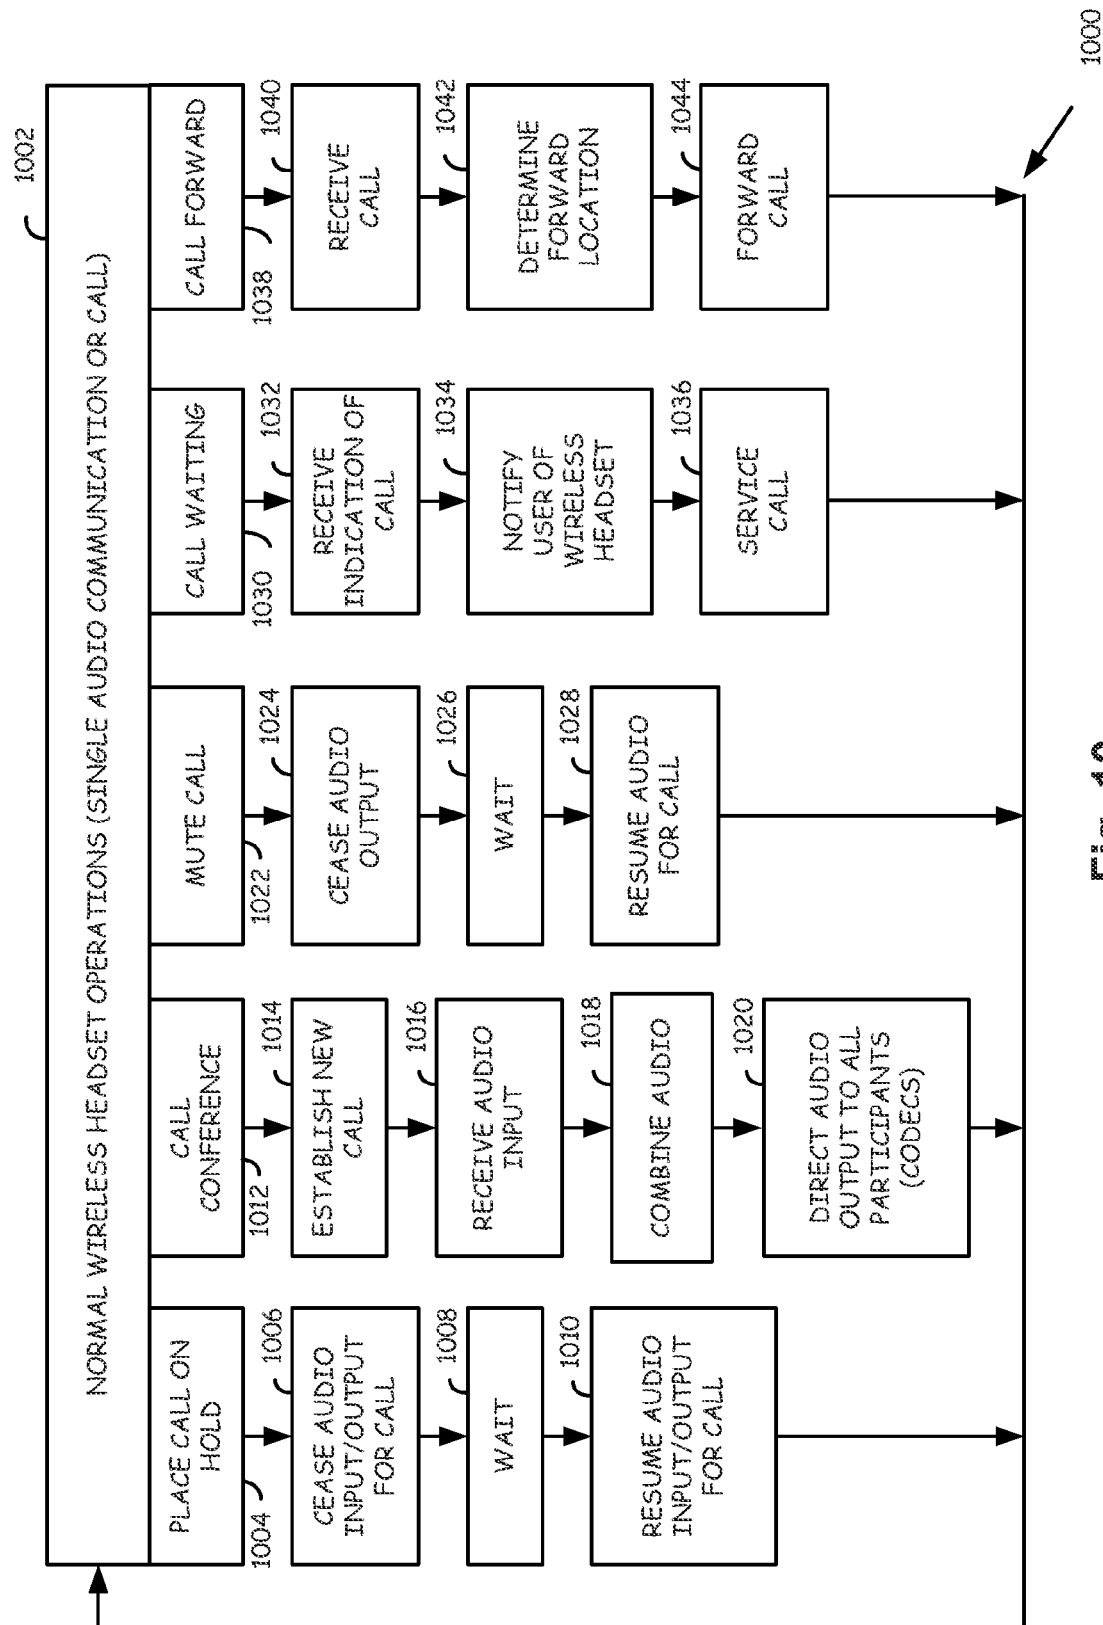 1002
NORMAL WIRELESS HEADSET OPERATIONS (SINGLE AUDIO COMMUNICATION OR CALL)
PLACE CALL ON
HOLD
1004
1006
CEASE AUDIO
INPUT/OUTPUT
FOR CALL
1008
WAIT
1010
RESUME AUDIO
INPUT/OUTPUT
FOR CALL
CALL
CONFERENCE
1012
1014
ESTABLISH NEW
CALL
1016
RECEIVE AUDIO
INPUT
1018
COMBINE AUDIO
1020
DIRECT AUDIO
OUTPUT TO ALL
PARTICIPANTS
(CODECS)
MUTE CALL
1022
1024
CEASE AUDIO
OUTPUT
1026
WAIT
1028
RESUME AUDIO
FOR CALL
CALL WAITING
1030
1032
RECEIVE
INDICATION OF
CALL
1034
NOTIFY
USER OF
WIRELESS
HEADSET
1036
SERVICE
CALL
CALL FORWARD
1038
1040
RECEIVE
CALL
1042
DETERMINE
FORWARD
LOCATION
1044
FORWARD
CALL
1000